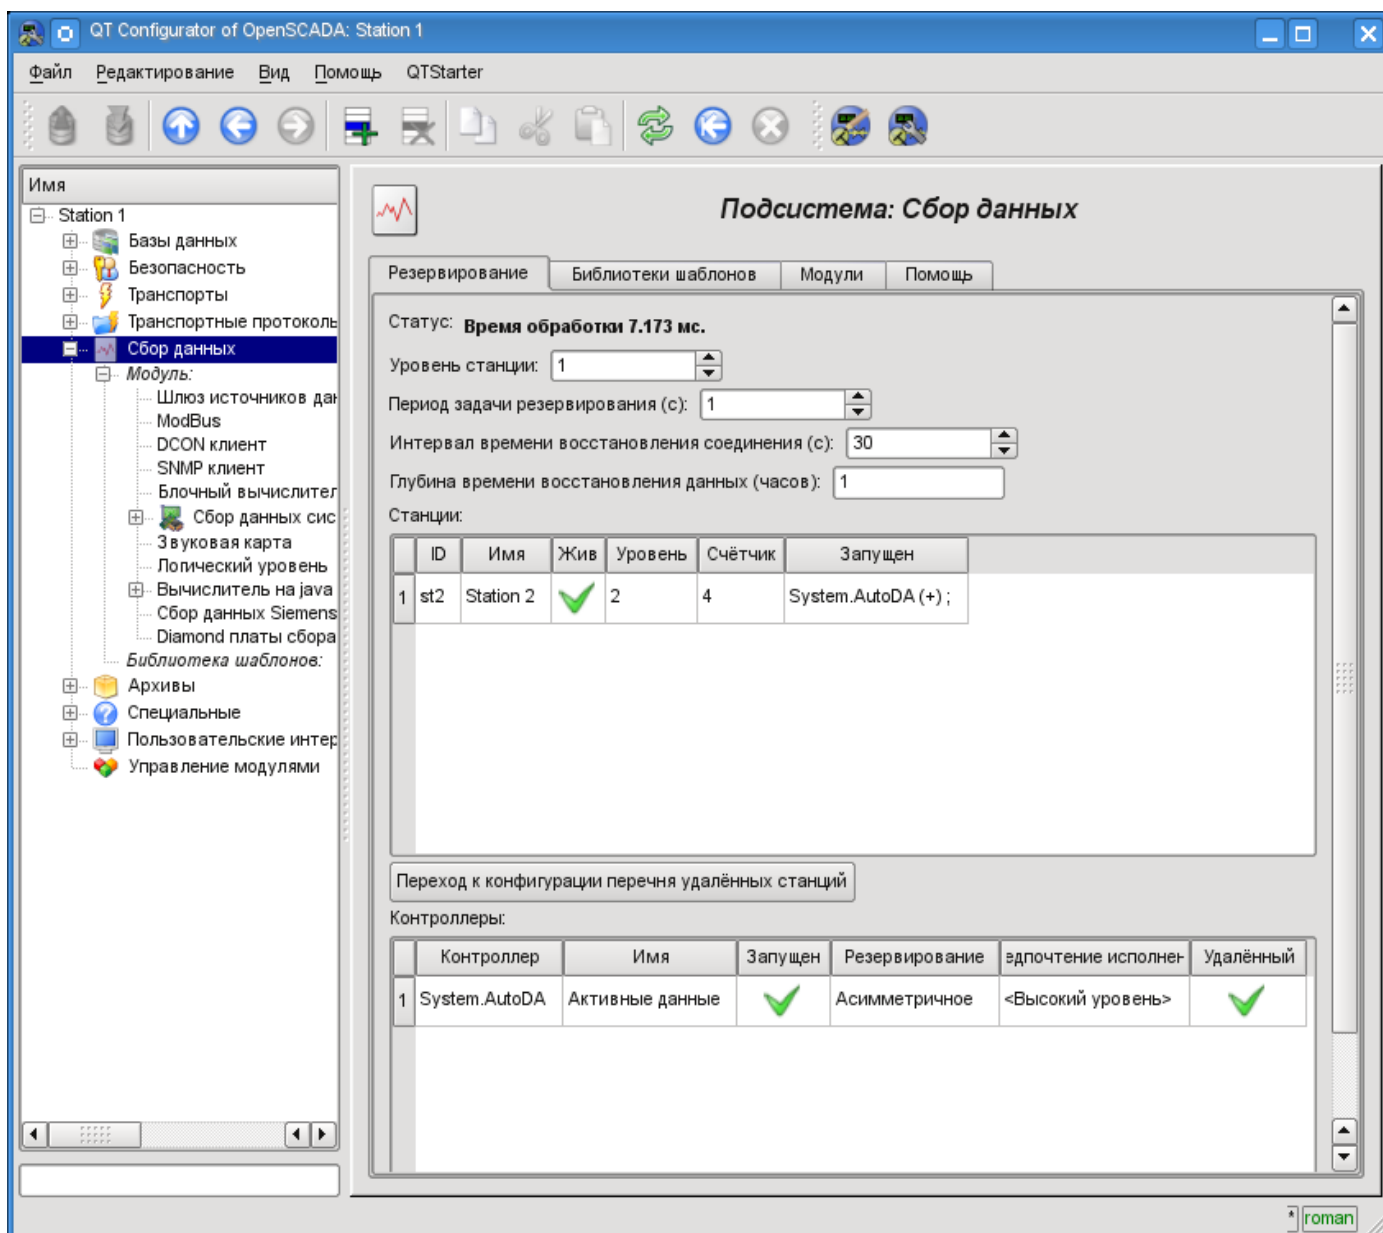 QT Configurator of OpenSCADA: Station 1
Файл Редактирование Вид Помощь QTStarter
Имя
Station 1
Базы данных
Безопасность
Транспорты
Транспортные протоколь
Сбор данных
Модуль:
Шлюз источников дан
ModBus
DCON клиент
SNMP клиент
Блочный вычислител
Сбор данных сис
Звуковая карта
Логический уровень
Вычислитель на java
Сбор данных Siemens
Diamond платы сбора
Библиотека шаблонов:
Архивы
Специальные
Пользовательские интер
Управление модулями
Подсистема: Сбор данных
Резервирование Библиотеки шаблонов Модули Помощь
Статус: Время обработки 7.173 мс.
Уровень станции: 1
Период задачи резервирования (с): 1
Интервал времени восстановления соединения (с): 30
Глубина времени восстановления данных (часов): 1
Станции:
ID Имя Жив Уровень Счётчик Запущен
1 st2 Station 2 2 4 System.AutoDA (+) ;
Переход к конфигурации перечня удалённых станций
Контроллеры:
Контроллер Имя Запущен Резервирование едпочтение исполнен Удалённый
1 System.AutoDA Активные данные Асимметричное <Высокий уровень>
* roman